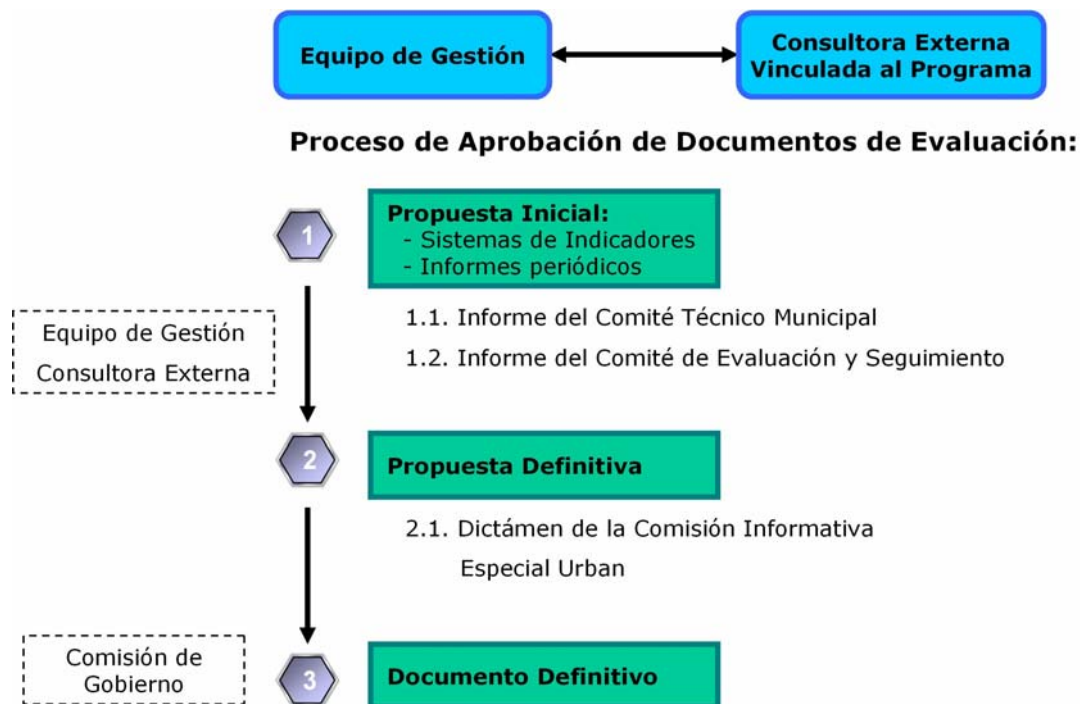 Equipo de Gestión
Consultora Externa
Vinculada al Programa
Proceso de Aprobación de Documentos de Evaluación:
1
Propuesta Inicial:
- Sistemas de Indicadores
- Informes periódicos
1.1. Informe del Comité Técnico Municipal
1.2. Informe del Comité de Evaluación y Seguimiento
Equipo de Gestión
Consultora Externa
2
Propuesta Definitiva
2.1. Dictámen de la Comisión Informativa
Especial Urban
Comisión de
Gobierno
3
Documento Definitivo